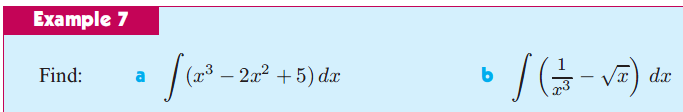 Example 7
Find: a ∫(x³ − 2x² + 5) dx b ∫(1/x³ − √x) dx